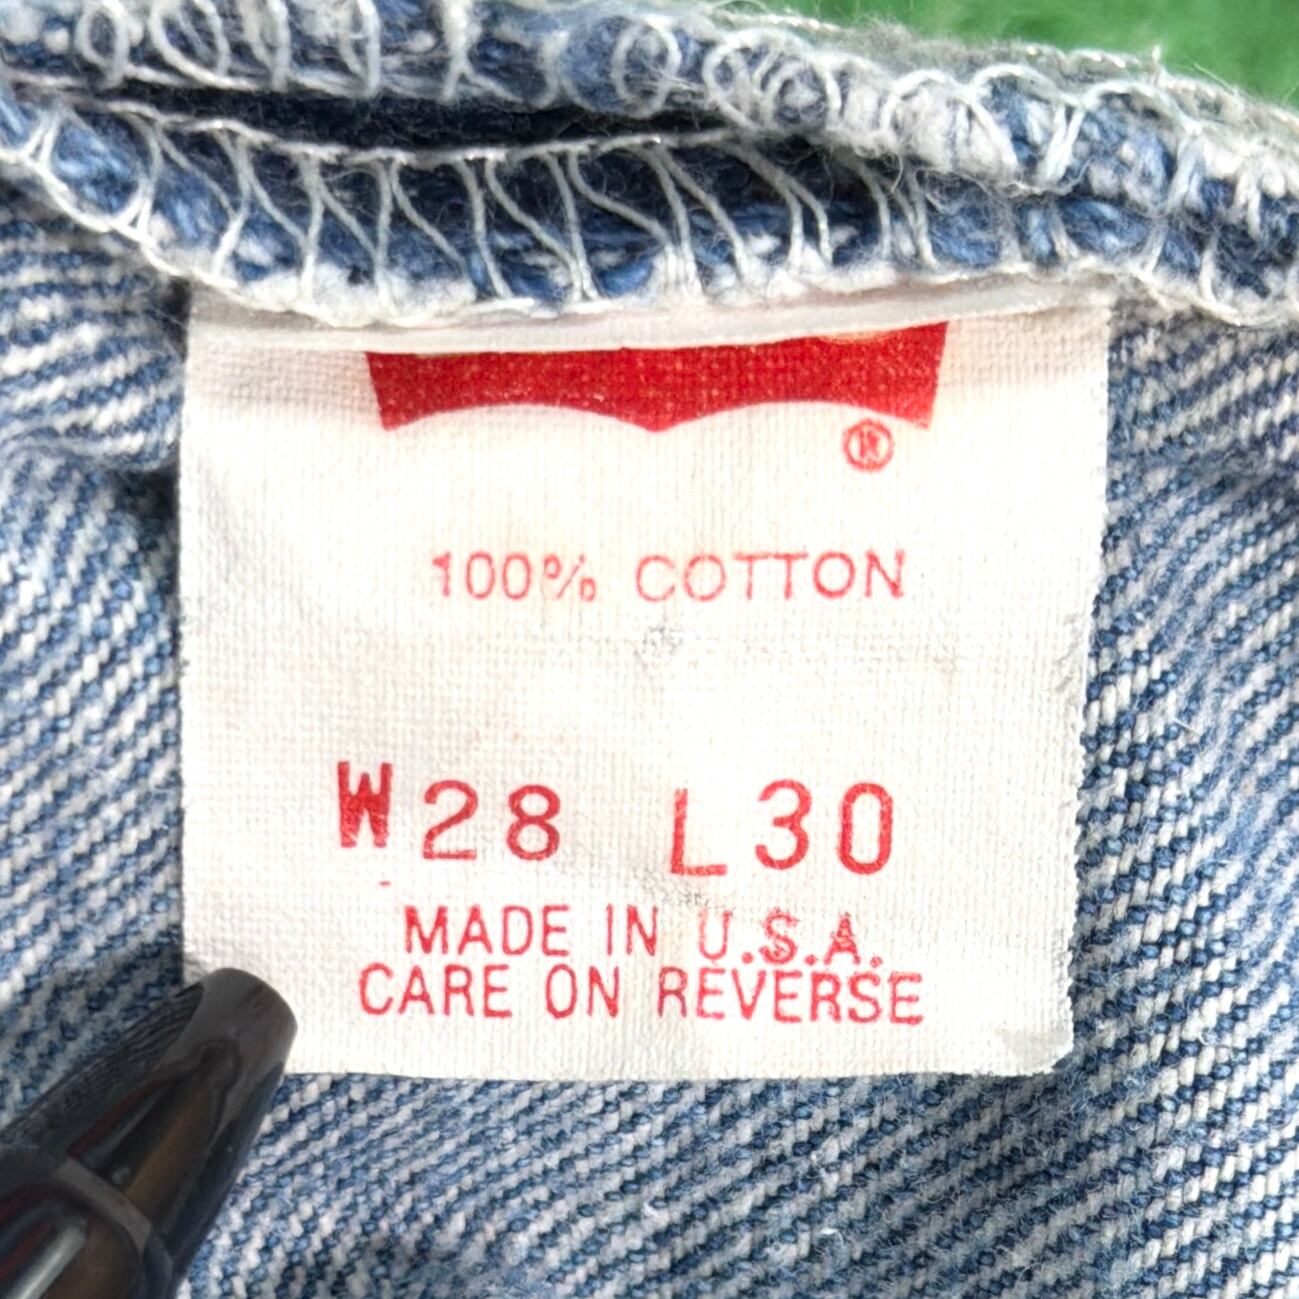 ®
100% COTTON
W28 L30
MADE IN U.S.A.
CARE ON REVERSE